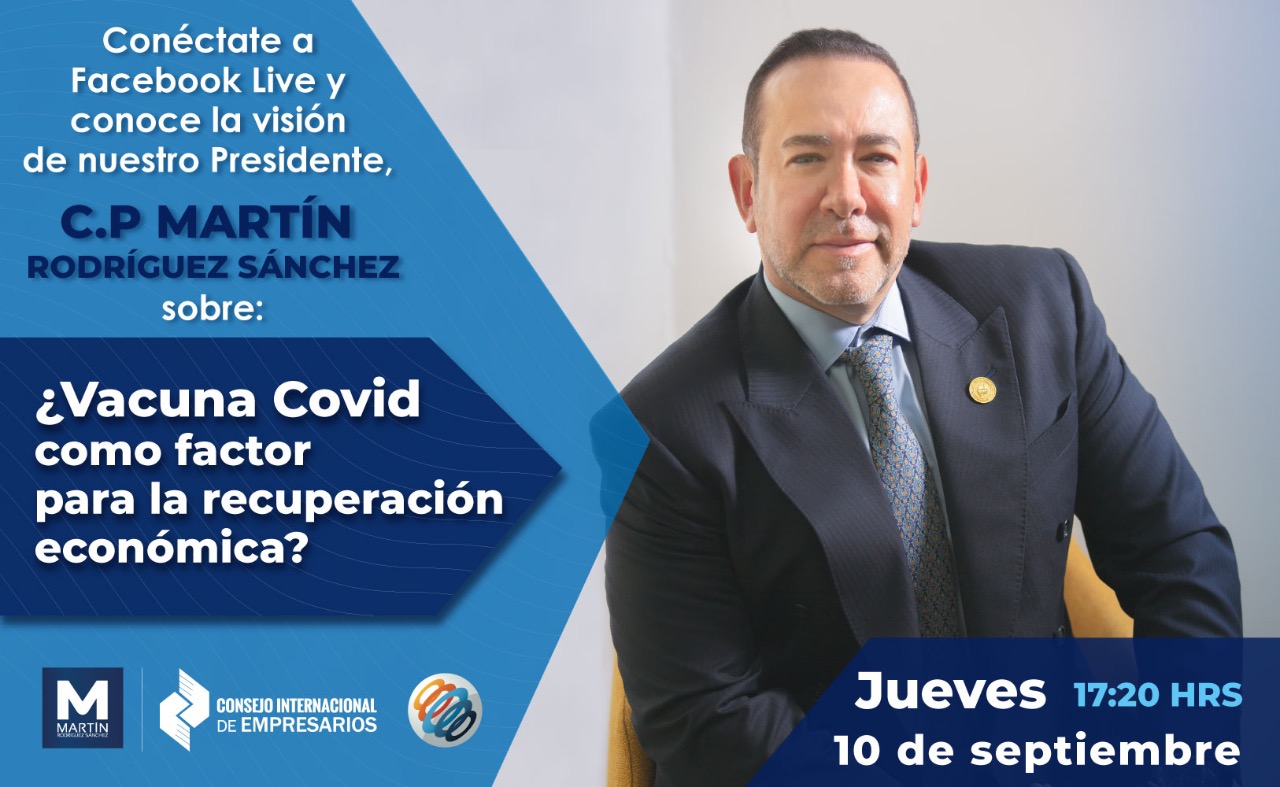 Conéctate a
Facebook Live y
conoce la visión
de nuestro Presidente,
C.P MARTÍN
RODRÍGUEZ SÁNCHEZ
sobre:
¿Vacuna Covid
como factor
para la recuperación
económica?
M
MARTÍN
RODRÍGUEZ SÁNCHEZ
CONSEJO INTERNACIONAL
DE EMPRESARIOS
Jueves 17:20 HRS
10 de septiembre